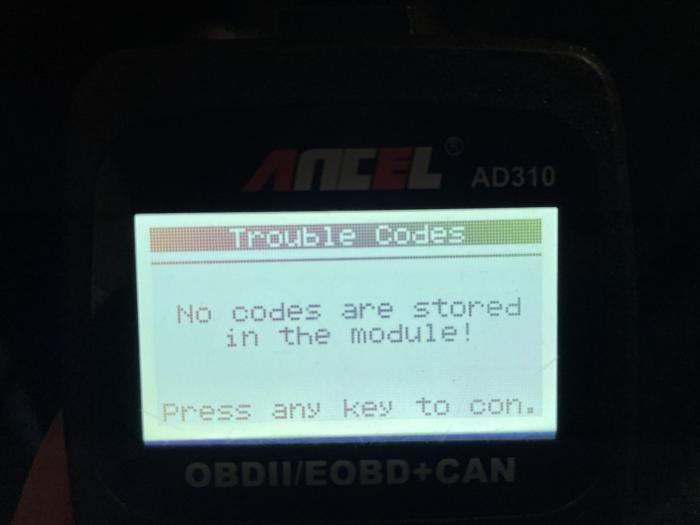 ANCEL®
AD310
Trouble Codes
No codes are stored
in the module!
Press any key to con.
OBDII/EOBD+CAN